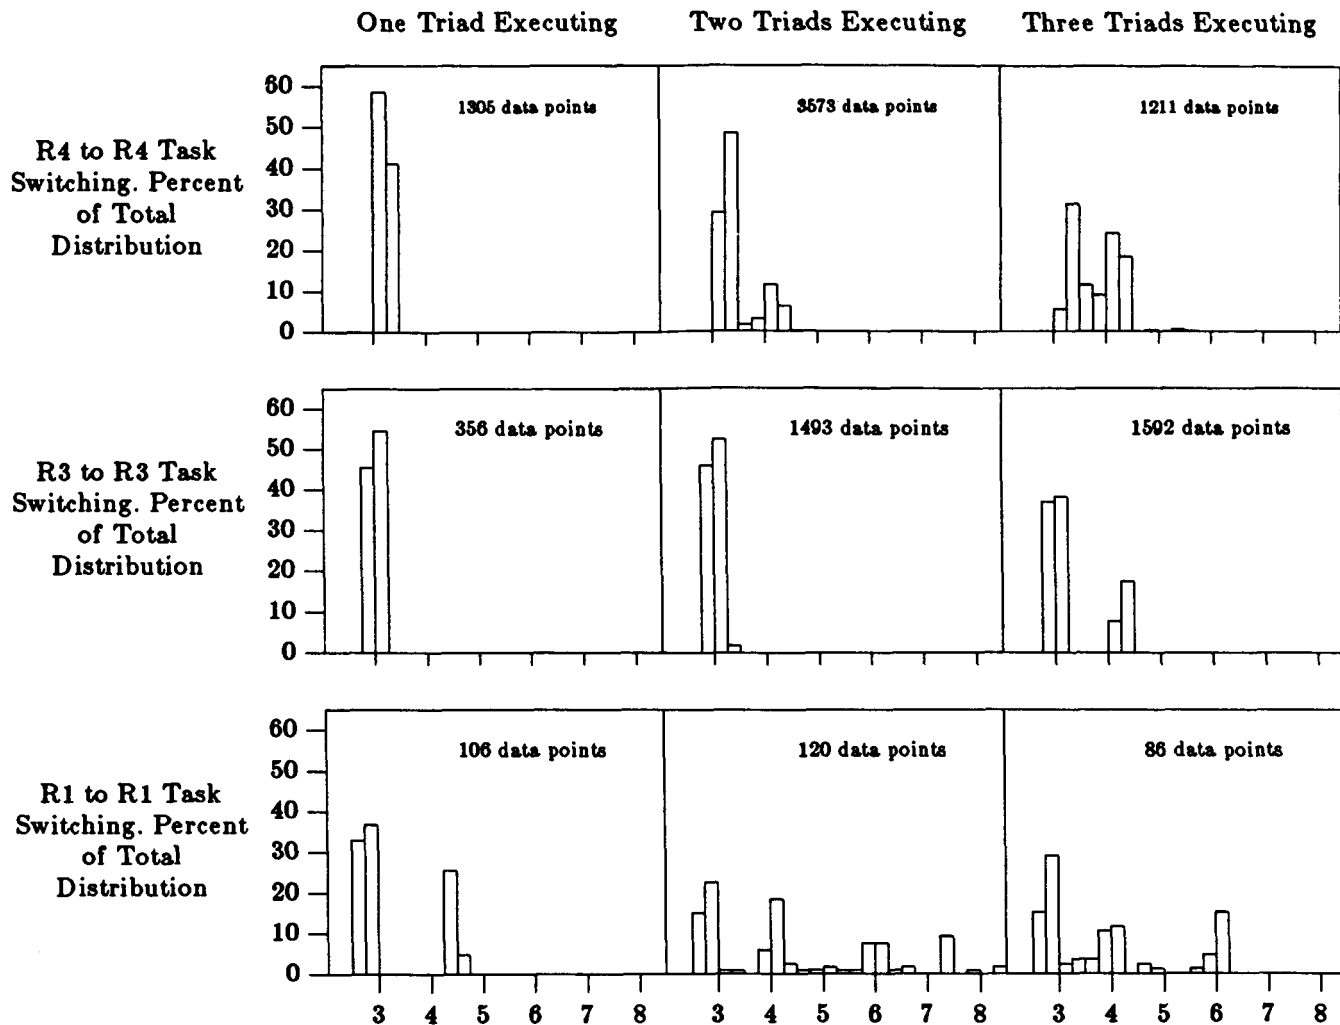 One Triad Executing
Two Triads Executing
Three Triads Executing
R4 to R4 Task
Switching. Percent
of Total
Distribution
60
50
40
30
20
10
0
1305 data points
3573 data points
1211 data points
R3 to R3 Task
Switching. Percent
of Total
Distribution
60
50
40
30
20
10
0
356 data points
1493 data points
1592 data points
R1 to R1 Task
Switching. Percent
of Total
Distribution
60
50
40
30
20
10
0
106 data points
120 data points
86 data points
3 4 5 6 7 8
3 4 5 6 7 8
3 4 5 6 7 8